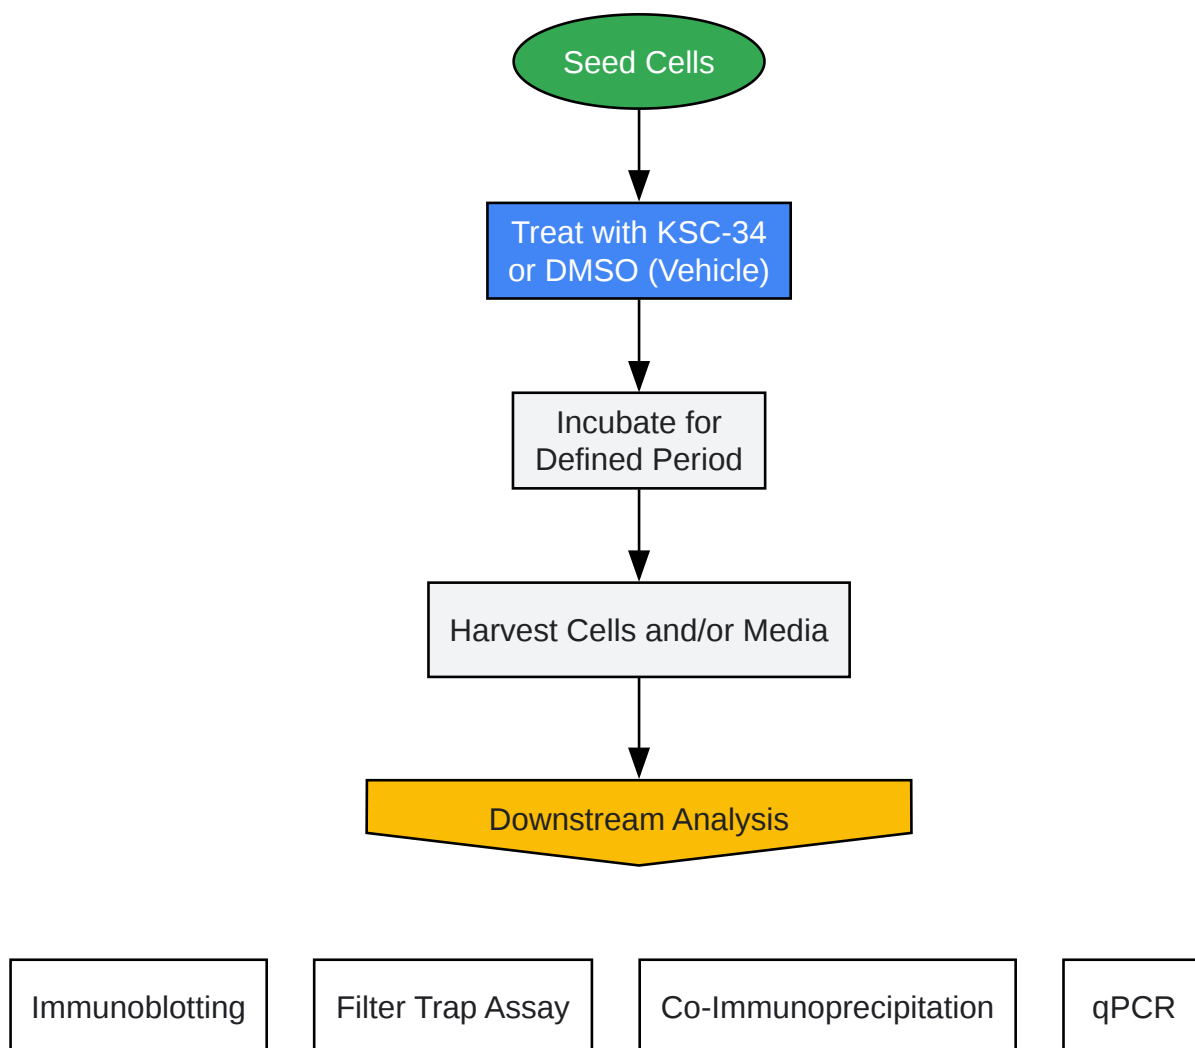 Seed Cells
Treat with KSC-34
or DMSO (Vehicle)
Incubate for
Defined Period
Harvest Cells and/or Media
Downstream Analysis
Immunoblotting
Filter Trap Assay
Co-Immunoprecipitation
qPCR